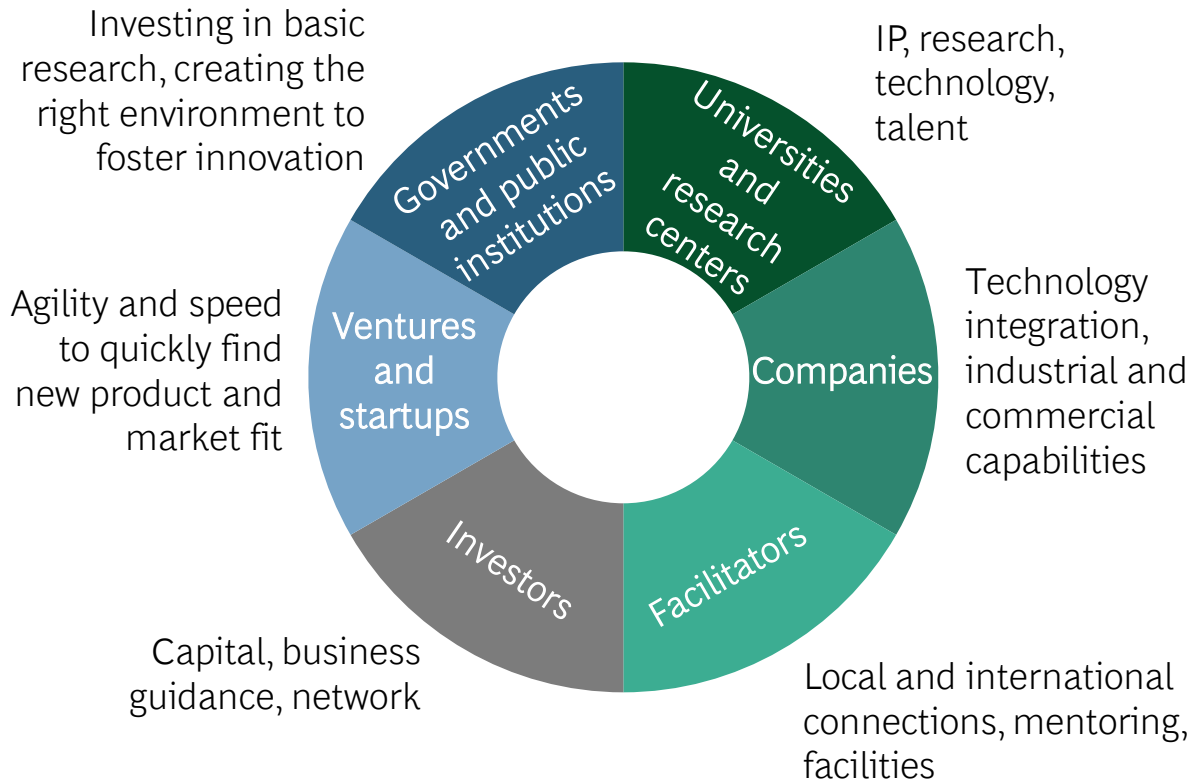 Investing in basic
research, creating the
right environment to
foster innovation
Governments
and public
institutions
Universities
and
research
centers
IP, research,
technology,
talent
Agility and speed
to quickly find
new product and
market fit
Ventures
and
startups
Companies
Technology
integration,
industrial and
commercial
capabilities
Investors
Facilitators
Capital, business
guidance, network
Local and international
connections, mentoring,
facilities